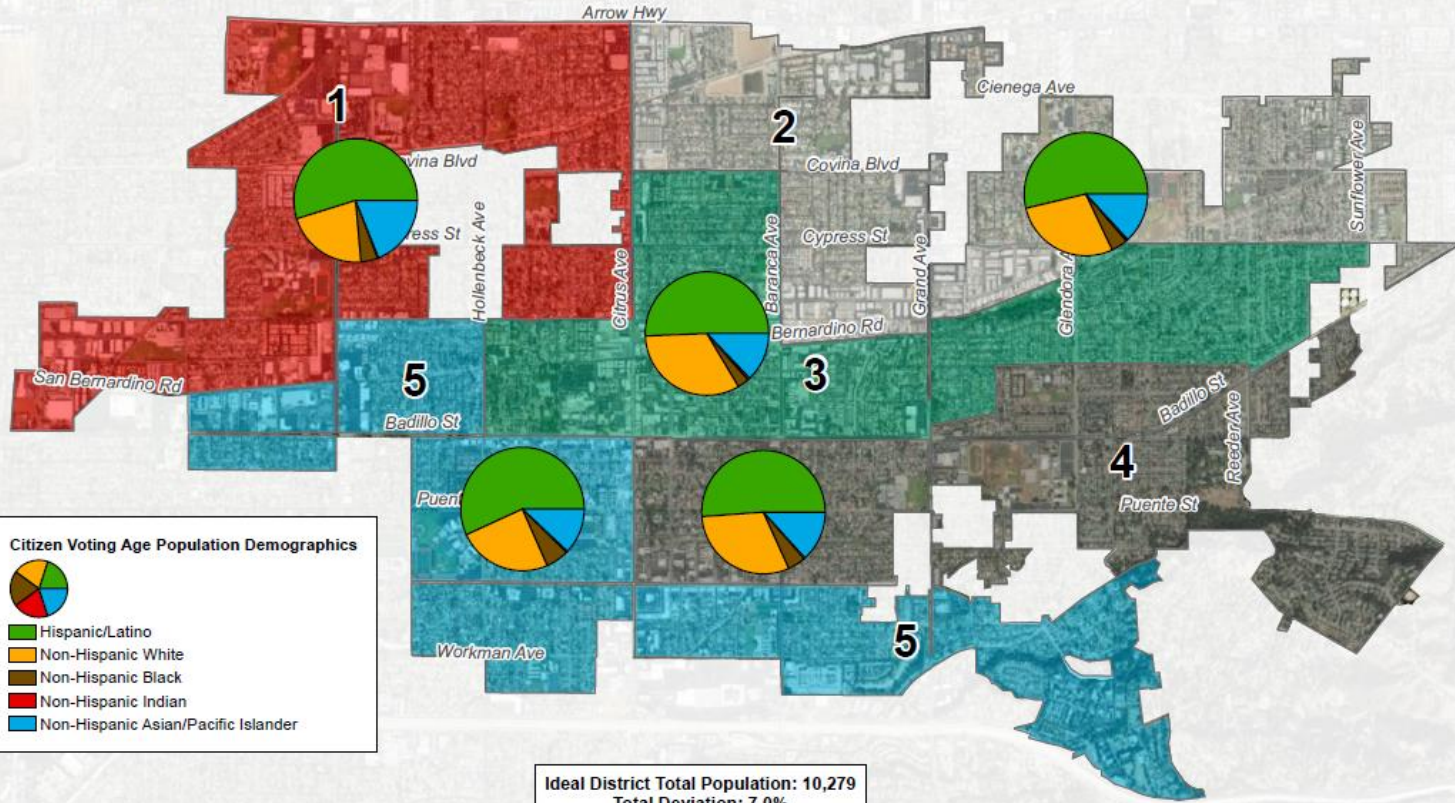 Arrow Hwy
Cienega Ave
1
2
Covina Blvd
Sunflower Ave
ress St
Hollenbeck Ave
Cypress St
Citrus Ave
Baranca Ave
Grand Ave
Glendora A
Bernardino Rd
San Bernardino Rd
5
3
Badillo St
Badillo St
Reeder Ave
4
Puent
Puente St
Workman Ave
5
Citizen Voting Age Population Demographics
Hispanic/Latino
Non-Hispanic White
Non-Hispanic Black
Non-Hispanic Indian
Non-Hispanic Asian/Pacific Islander
Ideal District Total Population: 10,279
Total Deviation: 7.0%